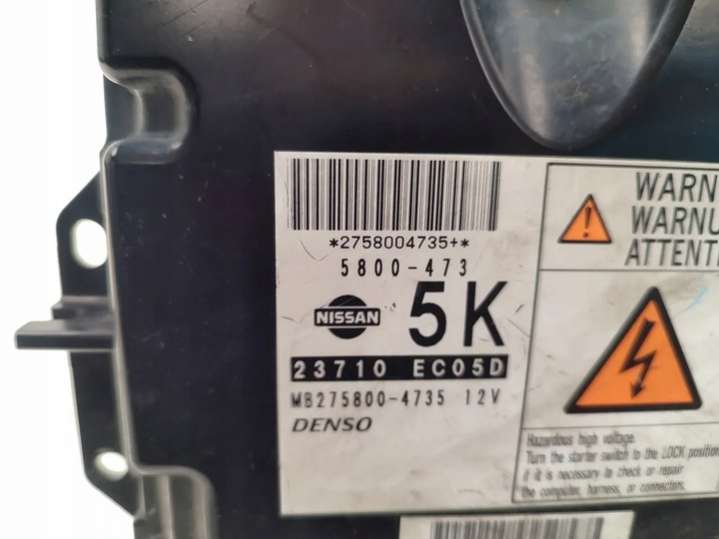 *2758004735+*
5800-473
NISSAN 5K
23710 EC05D
MB275800-4735 12V
DENSO
WARN
WARNU
ATTENTI
Hazardous high voltage.
Turn the starter switch to the LOCK position
if it is necessary to check or repair
the computer, harness, or connectors.